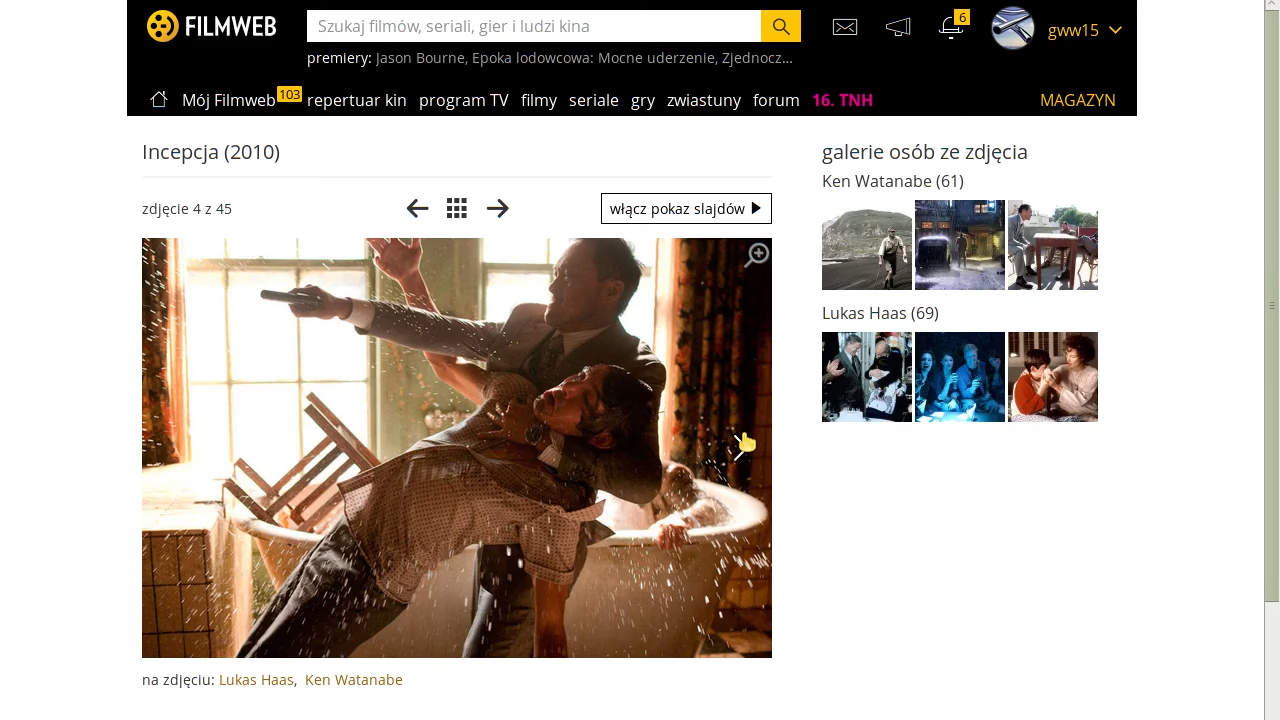 FILMWEB
Szukaj filmów, seriali, gier i ludzi kina
6
gww15
premiery: Jason Bourne, Epoka lodowcowa: Mocne uderzenie, Zjednocz...
Mój Filmweb 103 repertuar kin program TV filmy seriale gry zwiastuny forum 16. TNH MAGAZYN
Incepcja (2010)
zdjęcie 4 z 45
włącz pokaz slajdów
na zdjęciu: Lukas Haas, Ken Watanabe
galerie osób ze zdjęcia
Ken Watanabe (61)
Lukas Haas (69)